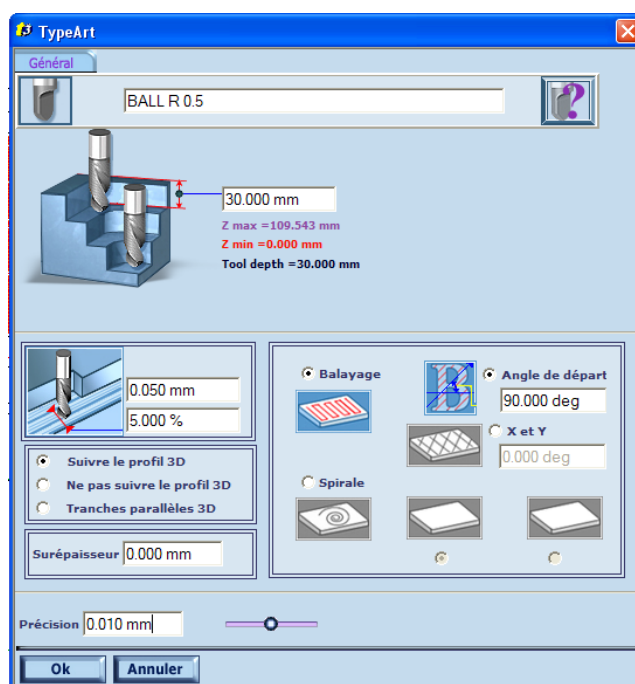 TypeArt
Général
BALL R 0.5
30.000 mm
Z max =109.543 mm
Z min =0.000 mm
Tool depth =30.000 mm
0.050 mm
5.000 %
Suivre le profil 3D
Ne pas suivre le profil 3D
Tranches parallèles 3D
Surépaisseur 0.000 mm
Balayage
Angle de départ
90.000 deg
X et Y
0.000 deg
Spirale
Précision 0.010 mm
Ok
Annuler